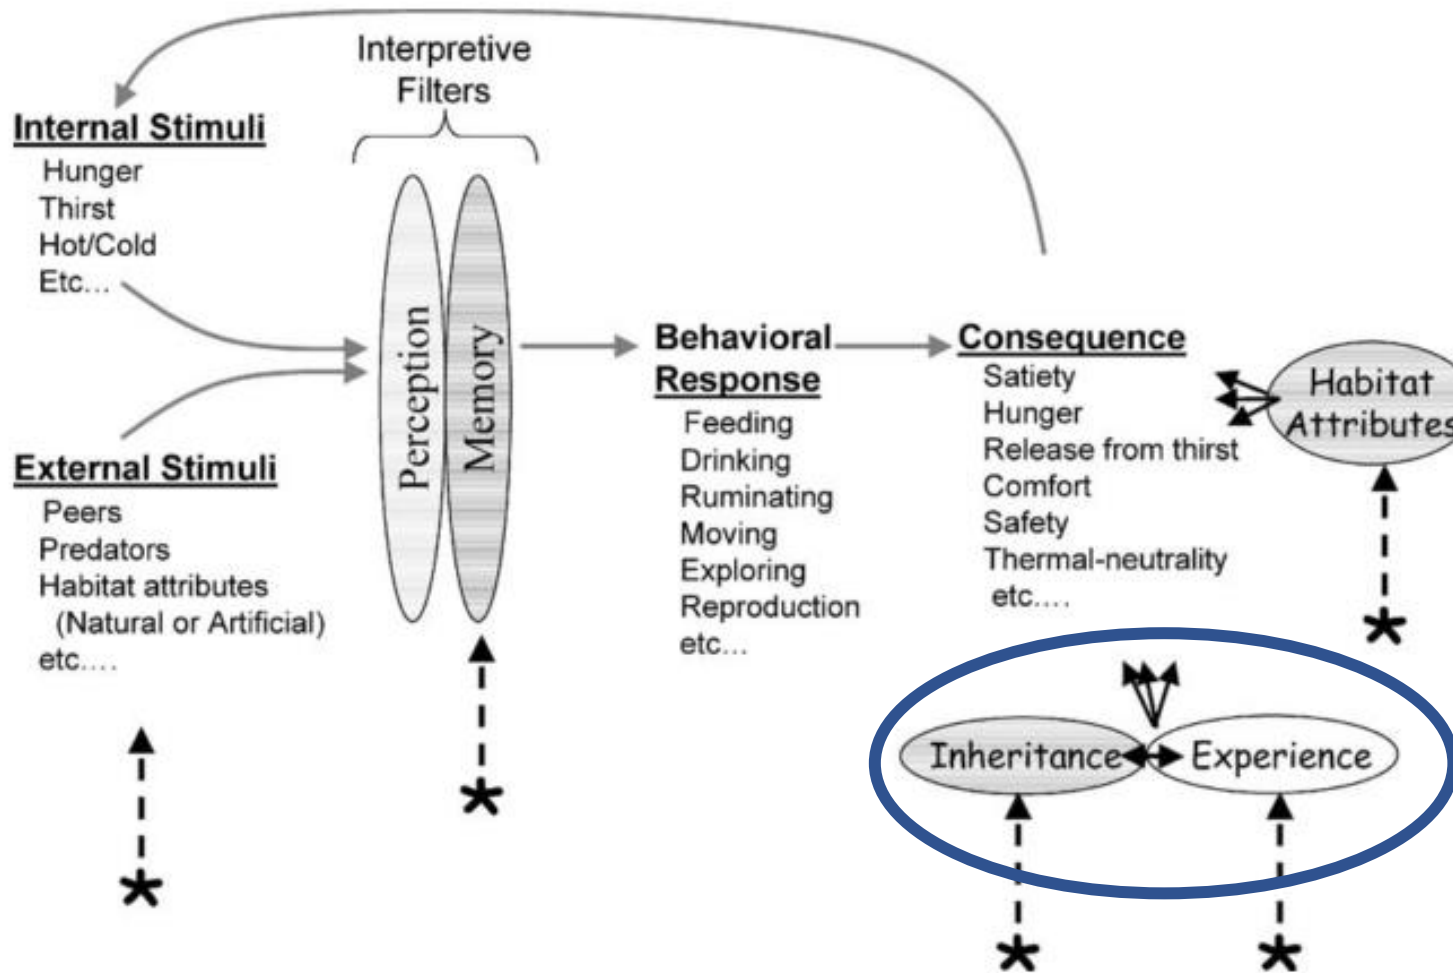 Interpretive
Filters
Internal Stimuli
Hunger
Thirst
Hot/Cold
Etc...
External Stimuli
Peers
Predators
Habitat attributes
(Natural or Artificial)
etc....
Perception
Memory
Behavioral
Response
Feeding
Drinking
Ruminating
Moving
Exploring
Reproduction
etc...
Consequence
Satiety
Hunger
Release from thirst
Comfort
Safety
Thermal-neutrality
etc....
Habitat
Attributes
Inheritance
Experience